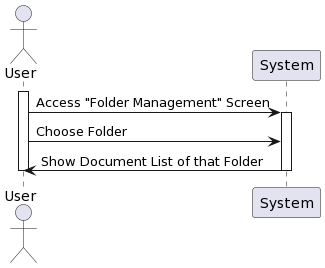 User
System
Access "Folder Management" Screen
Choose Folder
Show Document List of that Folder
User
System